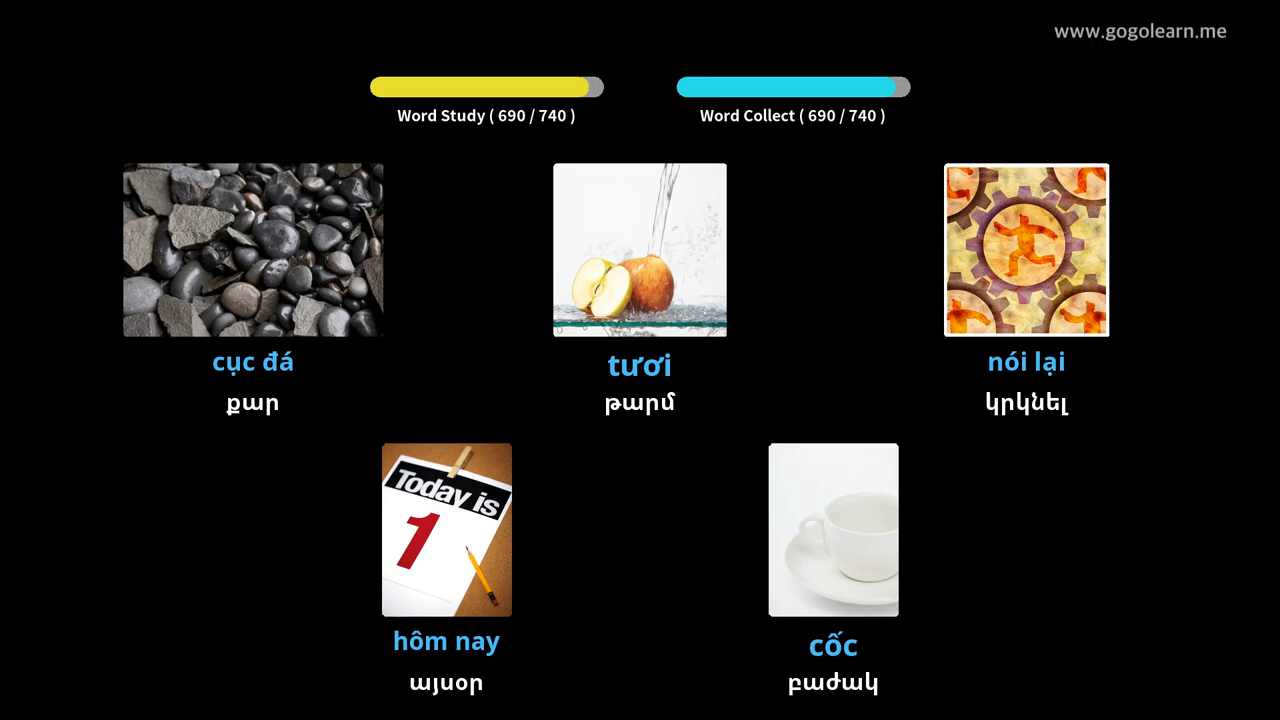 www.gogolearn.me
Word Study ( 690 / 740 )
Word Collect ( 690 / 740 )
cục đá
քար
tươi
թարմ
nói lại
կրկնել
Today is
1
hôm nay
այսօր
cốc
բաժակ